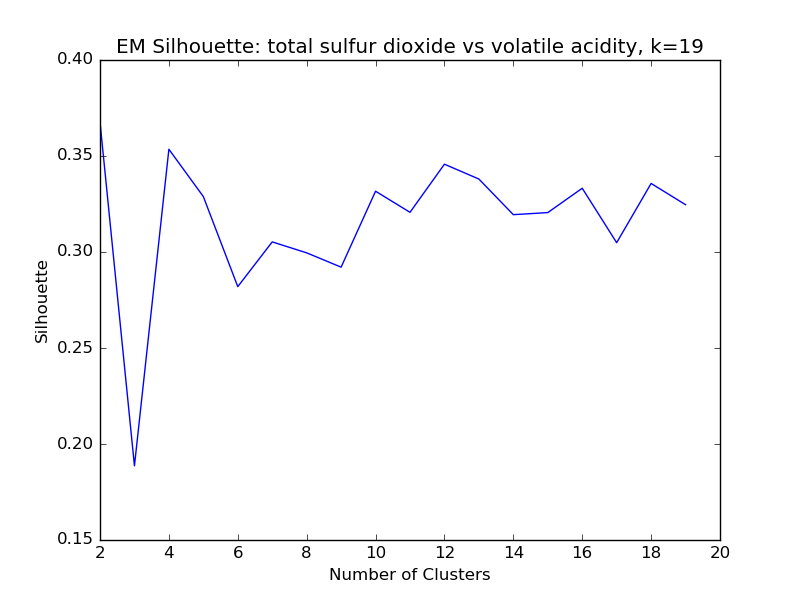 EM Silhouette: total sulfur dioxide vs volatile acidity, k=19
0.40
0.35
0.30
0.25
0.20
0.15
Silhouette
2 4 6 8 10 12 14 16 18 20
Number of Clusters